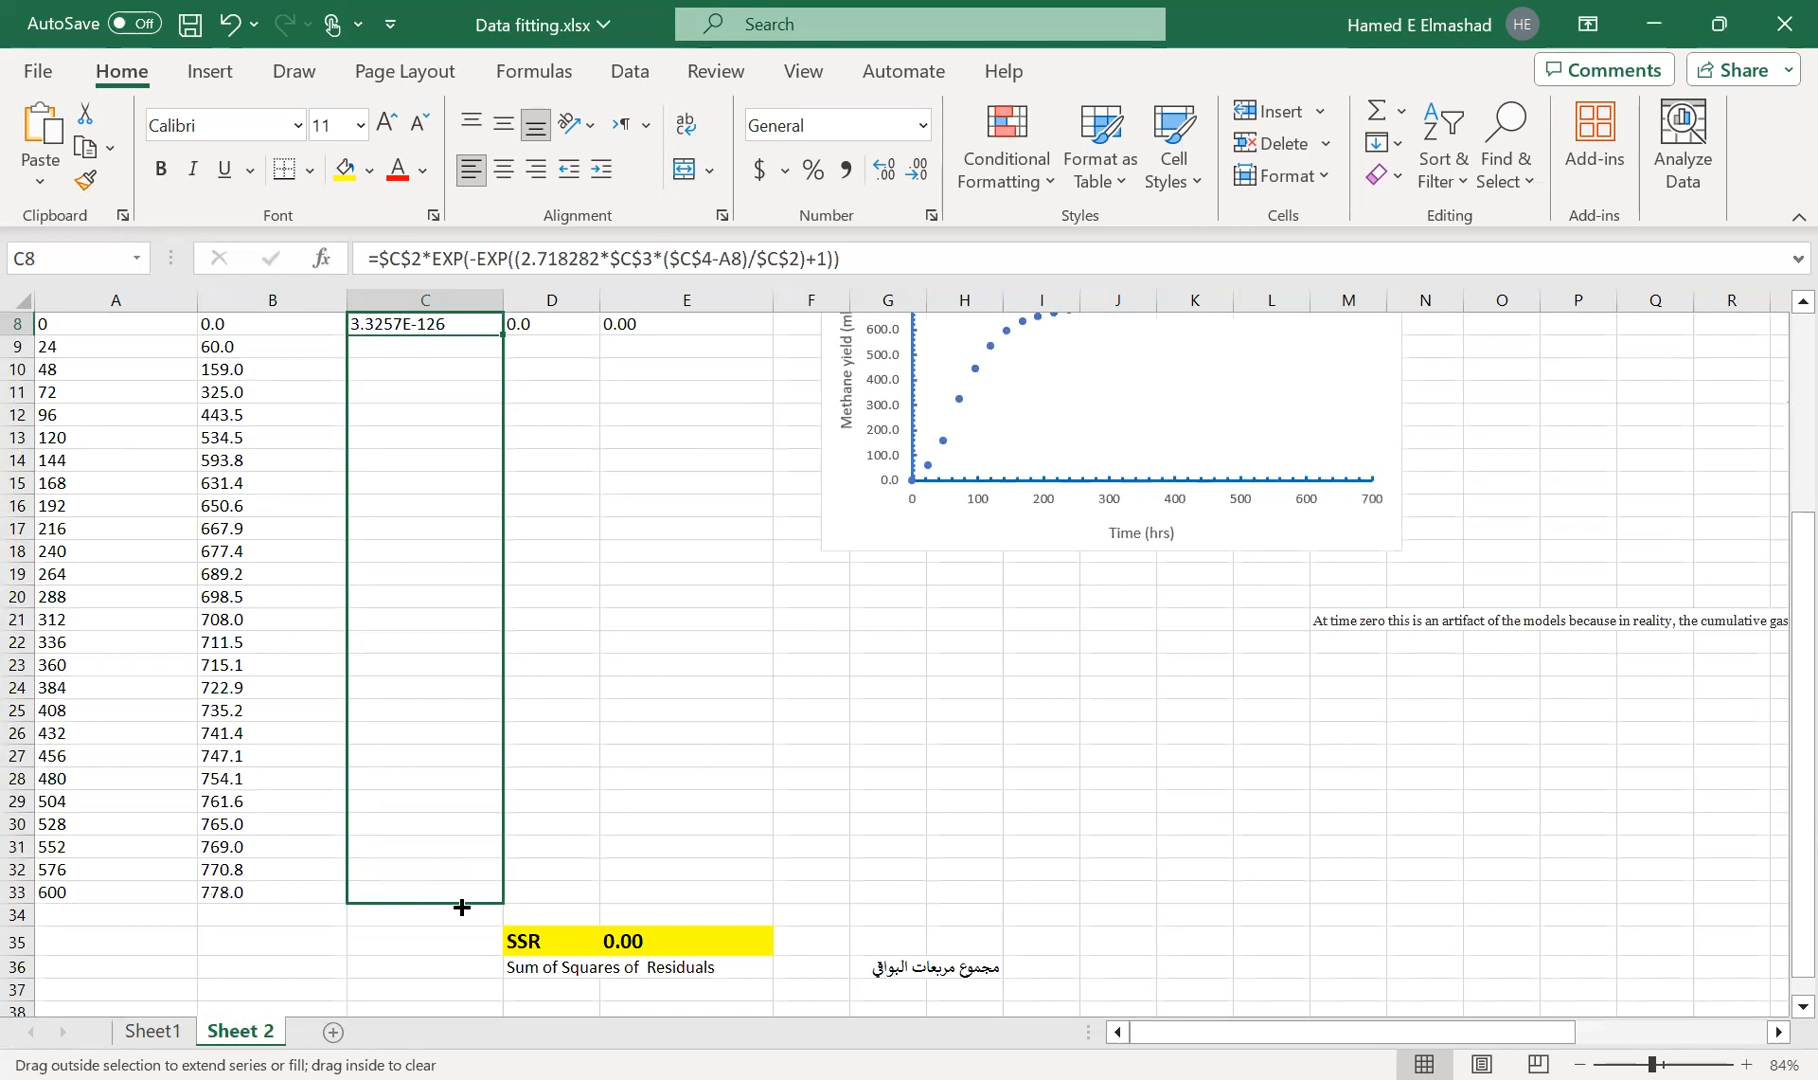 AutoSave Off Data fitting.xlsx Search Hamed E Elmashad HE
File Home Insert Draw Page Layout Formulas Data Review View Automate Help Comments Share
Paste Calibri 11 General Conditional Formatting Format as Table Cell Styles Insert Delete Format Sort & Filter Find & Select Add-ins Analyze Data
B I U A $ % ab c
Clipboard Font Alignment Number Styles Cells Editing Add-ins
C8 fx =$C$2*EXP(-EXP((2.718282*$C$3*($C$4-A8)/$C$2)+1))
A B C D E F G H I J K L M N O P Q R
8 0 0.0 3.3257E-126 0.0 0.00
9 24 60.0
10 48 159.0
11 72 325.0
12 96 443.5
13 120 534.5
14 144 593.8
15 168 631.4
16 192 650.6
17 216 667.9
18 240 677.4
19 264 689.2
20 288 698.5
21 312 708.0
22 336 711.5
23 360 715.1
24 384 722.9
25 408 735.2
26 432 741.4
27 456 747.1
28 480 754.1
29 504 761.6
30 528 765.0
31 552 769.0
32 576 770.8
33 600 778.0
34
35 SSR 0.00
36 Sum of Squares of Residuals مجموع مربعات البواقي
37
38
Methane yield (ml
600.0
500.0
400.0
300.0
200.0
100.0
0.0
0 100 200 300 400 500 600 700
Time (hrs)
At time zero this is an artifact of the models because in reality, the cumulative gas
Sheet1 Sheet 2
Drag outside selection to extend series or fill; drag inside to clear 84%